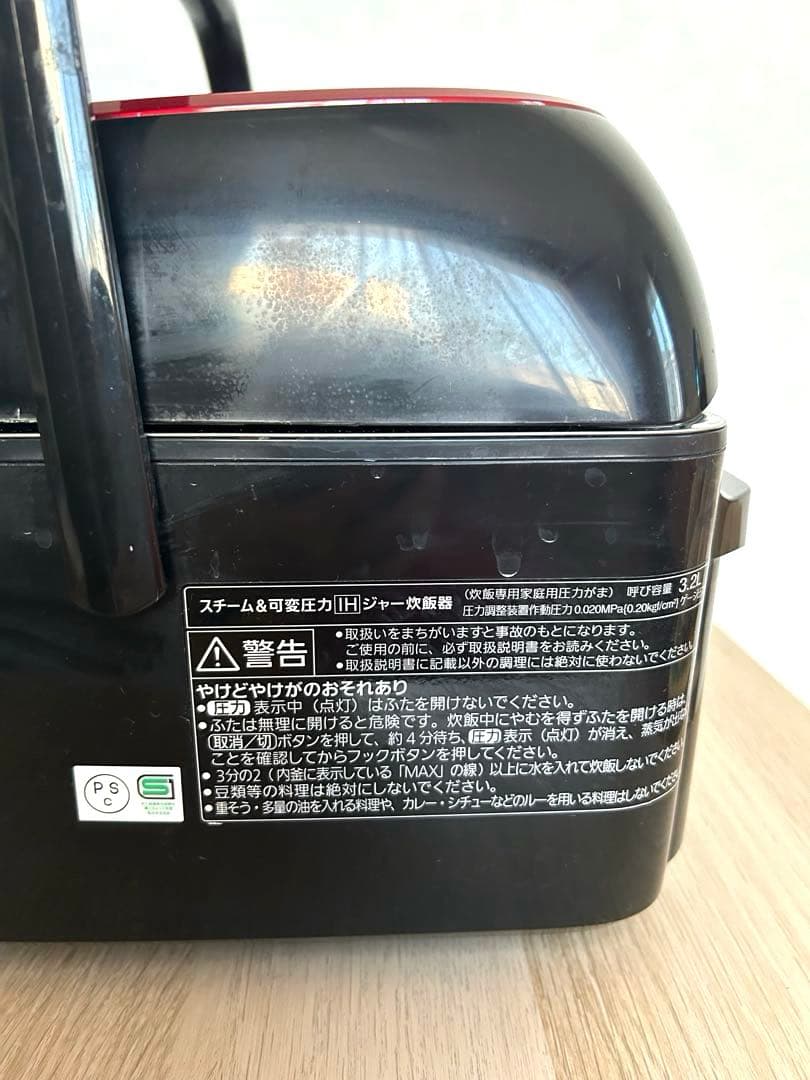 スチーム&可変圧力IHジャー炊飯器
(炊飯専用家庭用圧力がま) 呼び容量 3.2L
圧力調整装置作動圧力0.020MPa{0.20kgf/cm²}
警告
●取扱いをまちがいますと事故のもとになります。
ご使用の前に、必ず取扱説明書をお読みください。
●取扱説明書に記載以外の調理には絶対に使わないでください。
やけどやけがのおそれあり
●圧力表示中(点灯)はふたを開けないでください。
●ふたは無理に開けると危険です。炊飯中にやむを得ずふたを開ける時は、
取消/切ボタンを押して、約4分待ち、圧力表示(点灯)が消え、蒸気が出ない
ことを確認してからフックボタンを押してください。
●3分の2(内釜に表示している「MAX」の線)以上に水を入れて炊飯しないでください。
●豆類等の料理は絶対にしないでください。
●重そう・多量の油を入れる料理や、カレー・シチューなどのルーを用いる料理はしないでください。
PS
C